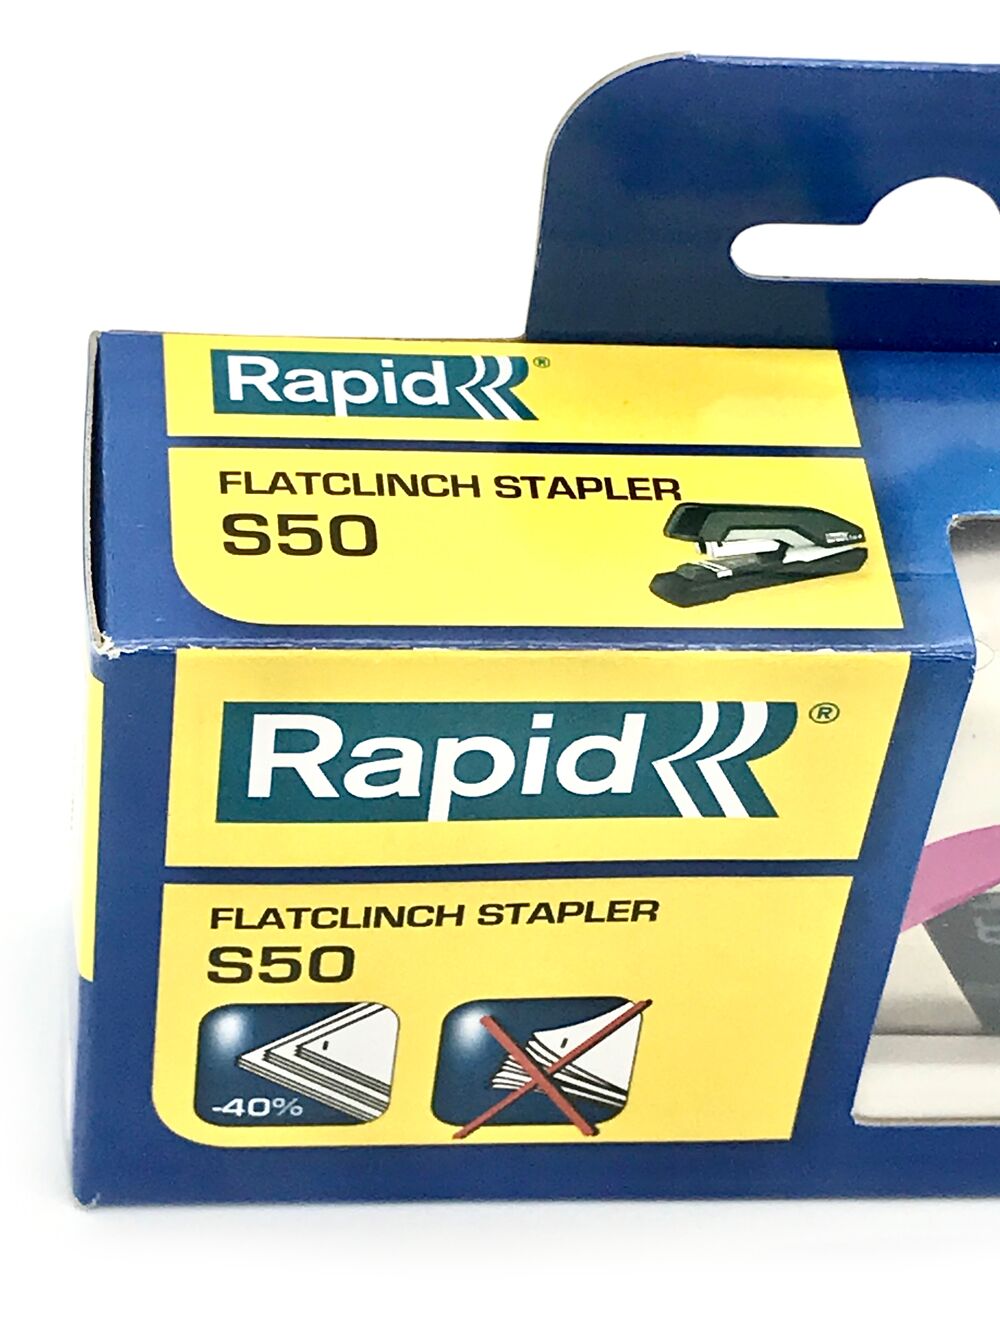 Rapid ®
FLATCLINCH STAPLER
S50
Rapid ®
FLATCLINCH STAPLER
S50
-40%